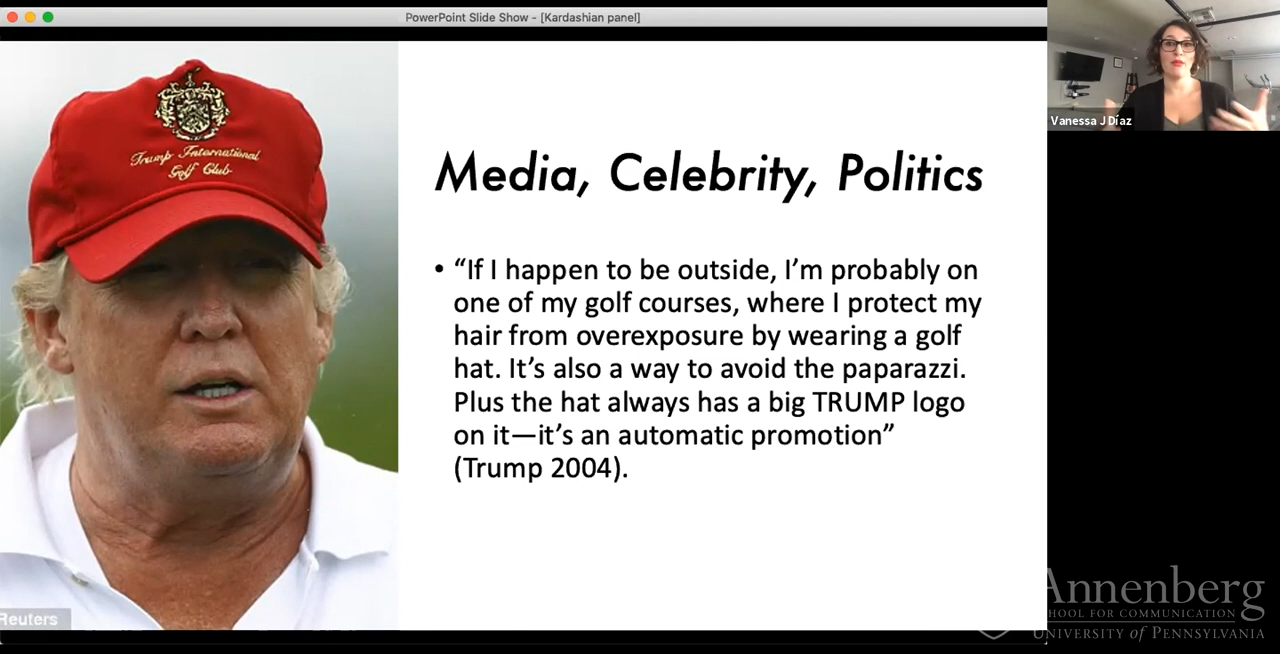 PowerPoint Slide Show - [Kardashian panel]
Trump International
Golf Club
Media, Celebrity, Politics
• “If I happen to be outside, I’m probably on
one of my golf courses, where I protect my
hair from overexposure by wearing a golf
hat. It’s also a way to avoid the paparazzi.
Plus the hat always has a big TRUMP logo
on it—it’s an automatic promotion”
(Trump 2004).
Reuters
Vanessa J Díaz
Annenberg
CHOOL FOR COMMUNICATION
UNIVERSITY of PENNSYLVANIA